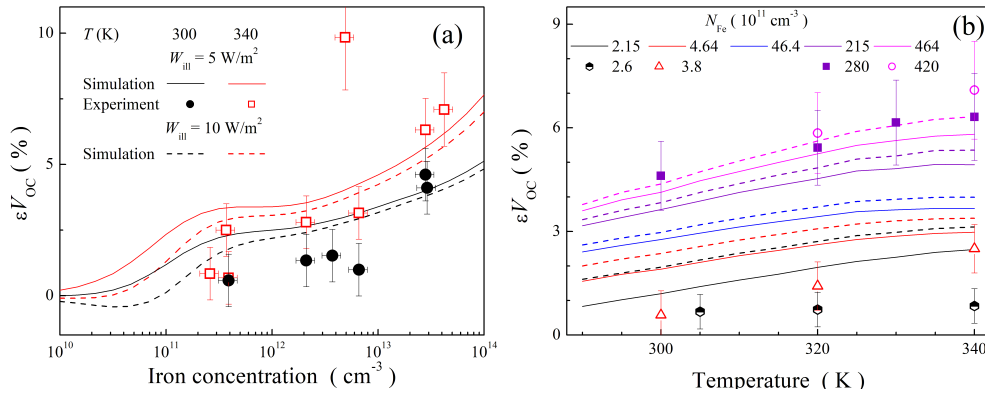 (a)
T (K) 300 340
W_ill = 5 W/m²
Simulation
Experiment
W_ill = 10 W/m²
Simulation
εV_OC ( % )
10
5
0
10^10 10^11 10^12 10^13 10^14
Iron concentration ( cm^-3 )
(b)
N_Fe ( 10^11 cm^-3 )
2.15 4.64 46.4 215 464
2.6 3.8 280 420
εV_OC ( % )
9
6
3
0
300 320 340
Temperature ( K )